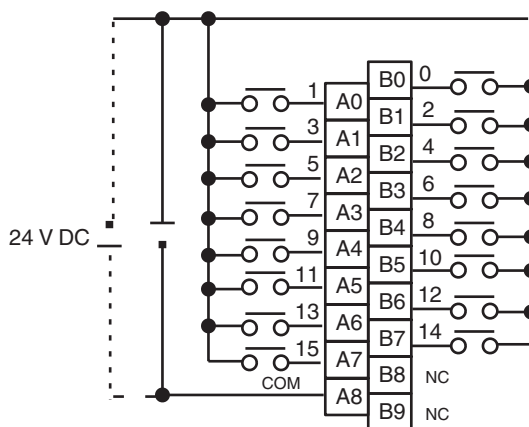 B0 0
1 A0
B1 2
3 A1
B2 4
5 A2
B3 6
7 A3
B4 8
24 V DC
9 A4
B5 10
11 A5
B6 12
13 A6
B7 14
15 A7
B8 NC
COM A8
B9 NC